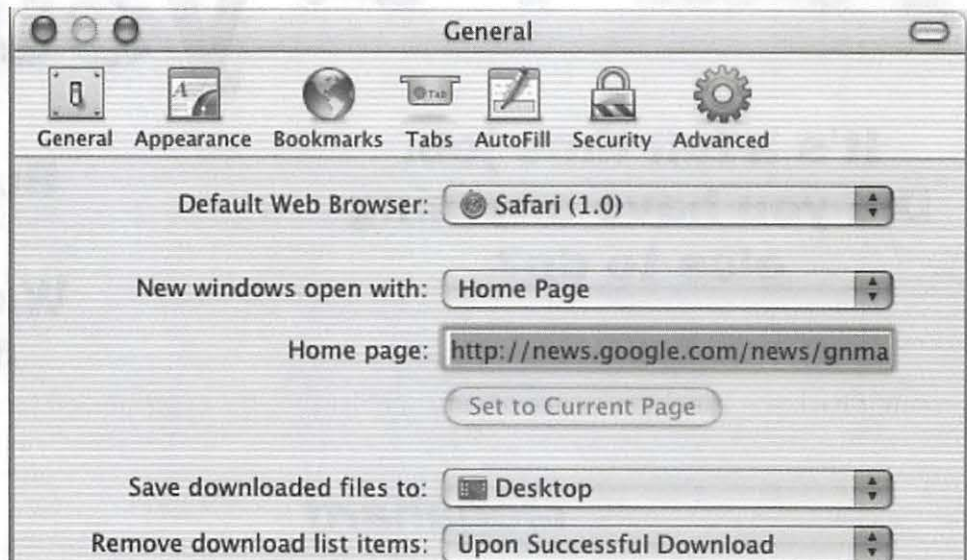 General
General Appearance Bookmarks Tabs AutoFill Security Advanced
Default Web Browser: Safari (1.0)
New windows open with: Home Page
Home page: http://news.google.com/news/gnma
Set to Current Page
Save downloaded files to: Desktop
Remove download list items: Upon Successful Download